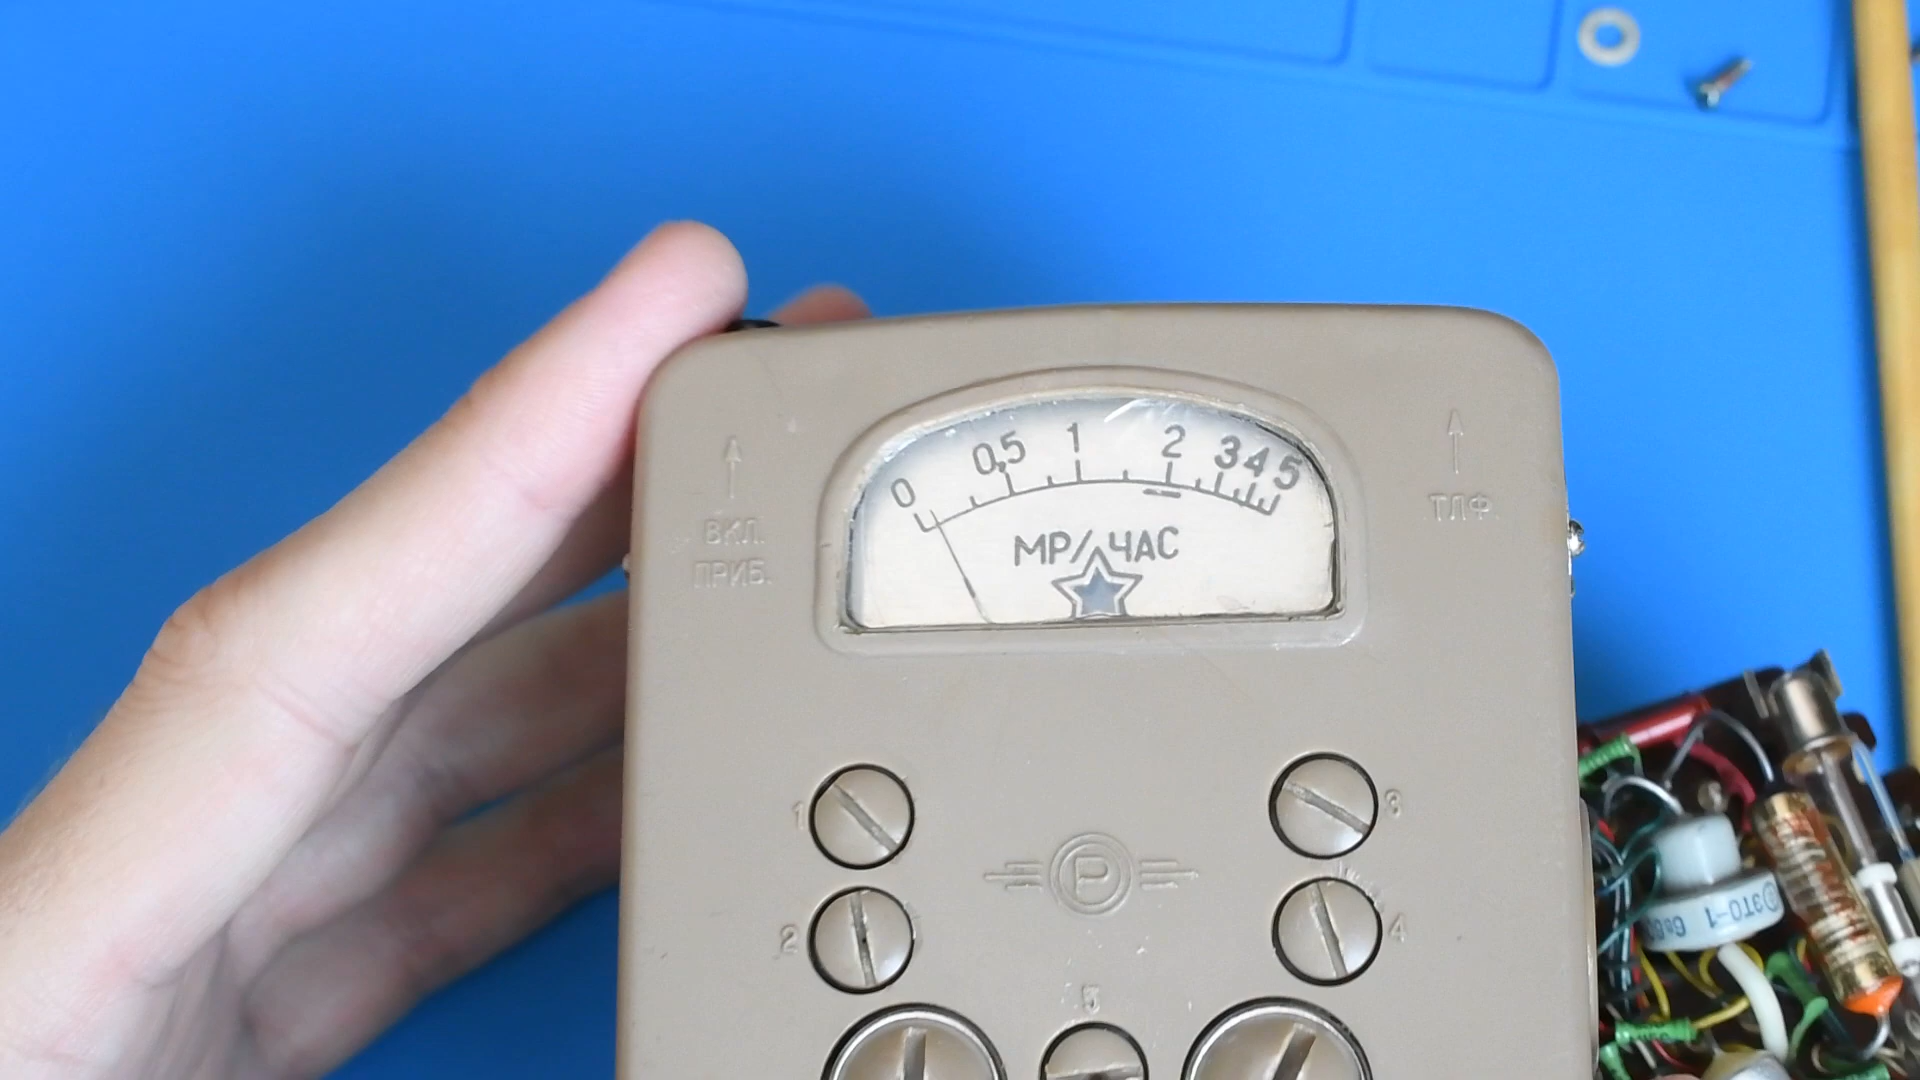 0 0,5 1 2 3 4 5
МР/ЧАС
ВКЛ.
ПРИБ.
ТЛФ.
1
3
Р
2
4
5
ЭТО-1